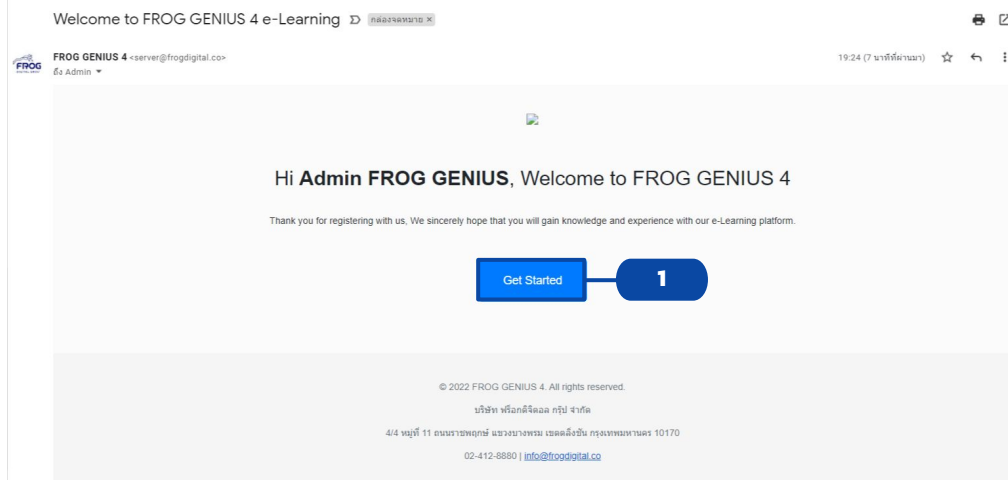 Welcome to FROG GENIUS 4 e-Learning กล่องจดหมาย ×
FROG
FROG GENIUS 4 <server@frogdigital.co>
19:24 (7 นาทีที่ผ่านมา)
ถึง Admin
Hi Admin FROG GENIUS, Welcome to FROG GENIUS 4
Thank you for registering with us, We sincerely hope that you will gain knowledge and experience with our e-Learning platform.
Get Started
1
© 2022 FROG GENIUS 4. All rights reserved.
บริษัท ฟร็อกดิจิตอล กรุ๊ป จำกัด
4/4 หมู่ที่ 11 ถนนราชพฤกษ์ แขวงบางพรม เขตตลิ่งชัน กรุงเทพมหานคร 10170
02-412-8880 | info@frogdigital.co